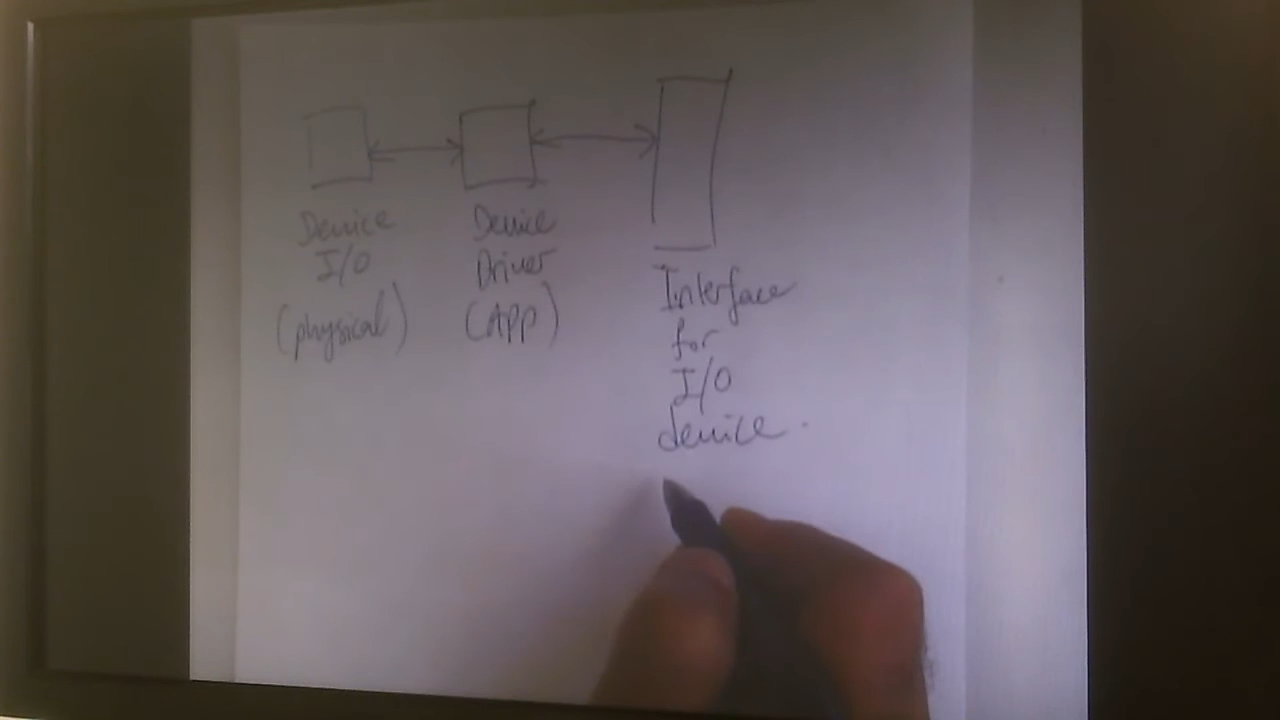 Device
I/O
(physical)
Device
Driver
(APP)
Interface
for
I/O
device.